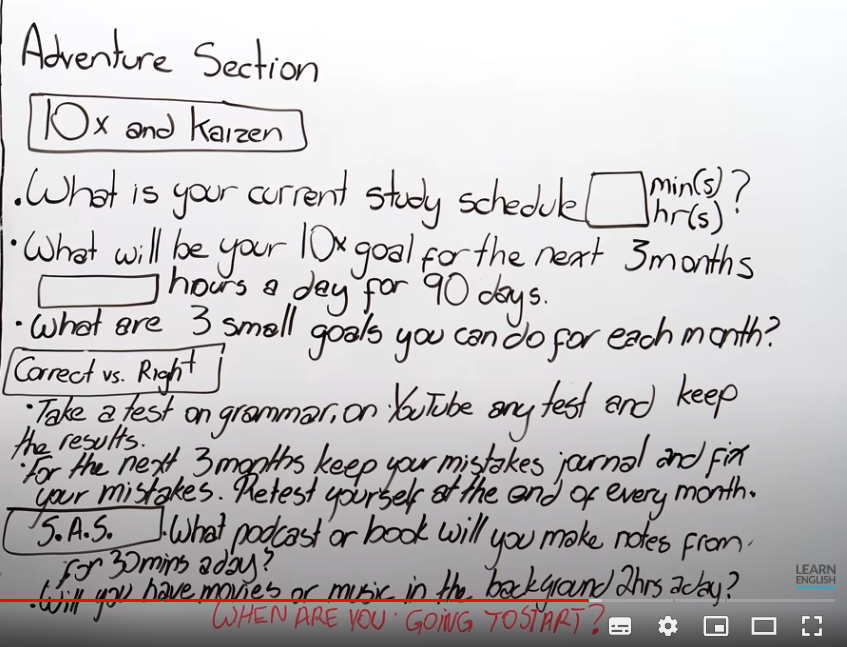 Adventure Section
10x and Kaizen
• What is your current study schedule min(s) ?
hr(s)
• What will be your 10x goal for the next 3 months
hours a day for 90 days.
• What are 3 small goals you can do for each month?
Correct vs. Right
• Take a test on grammar, on YouTube any test and keep
the results.
• For the next 3 months keep your mistakes journal and fix
your mistakes. Retest yourself at the end of every month.
S.A.S. • What podcast or book will you make notes from
for 30 mins a day?
• Will you have movies or music in the background 2hrs a day?
WHEN ARE YOU GOING TO START?
LEARN
ENGLISH